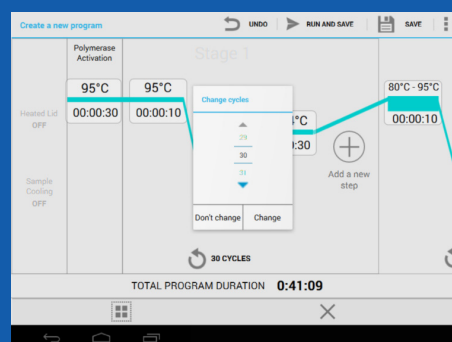 Create a new program
UNDO
RUN AND SAVE
SAVE
Polymerase
Activation
Stage 1
95°C
00:00:30
95°C
00:00:10
Heated Lid
OFF
Sample
Cooling
OFF
Change cycles
29
30
31
Don't change
Change
°C
:30
Add a new
step
80°C - 95°C
00:00:10
30 CYCLES
TOTAL PROGRAM DURATION 0:41:09